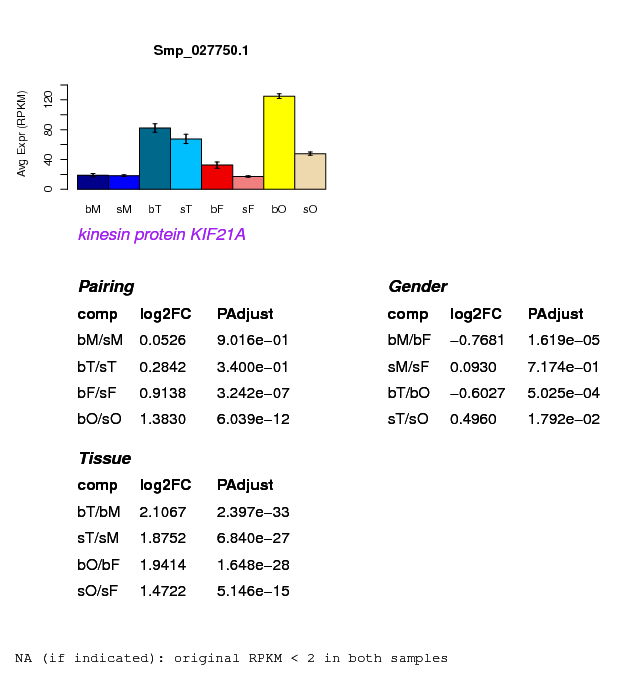 Smp_027750.1
Avg Expr (RPKM)
0 40 80 120
bM sM bT sT bF sF bO sO
kinesin protein KIF21A
Pairing
comp log2FC PAdjust
bM/sM 0.0526 9.016e−01
bT/sT 0.2842 3.400e−01
bF/sF 0.9138 3.242e−07
bO/sO 1.3830 6.039e−12
Gender
comp log2FC PAdjust
bM/bF −0.7681 1.619e−05
sM/sF 0.0930 7.174e−01
bT/bO −0.6027 5.025e−04
sT/sO 0.4960 1.792e−02
Tissue
comp log2FC PAdjust
bT/bM 2.1067 2.397e−33
sT/sM 1.8752 6.840e−27
bO/bF 1.9414 1.648e−28
sO/sF 1.4722 5.146e−15
NA (if indicated): original RPKM < 2 in both samples